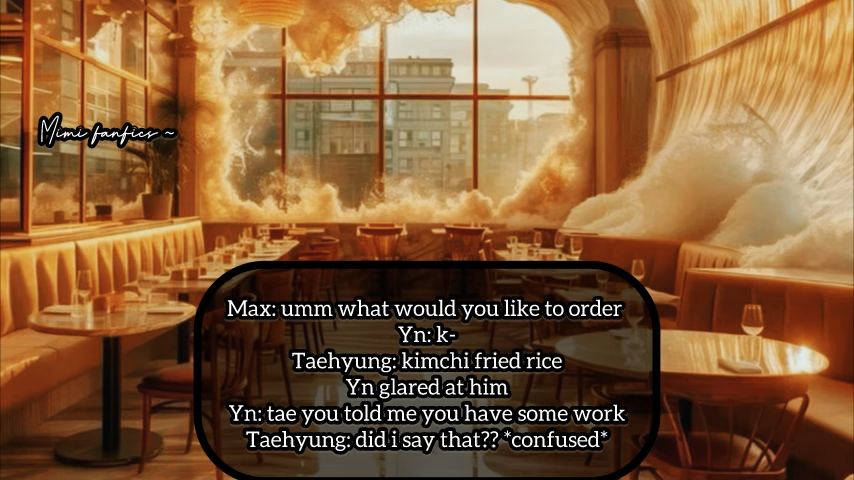 Mimi fanfics ~
Max: umm what would you like to order
Yn: k-
Taehyung: kimchi fried rice
Yn glared at him
Yn: tae you told me you have some work
Taehyung: did i say that?? *confused*